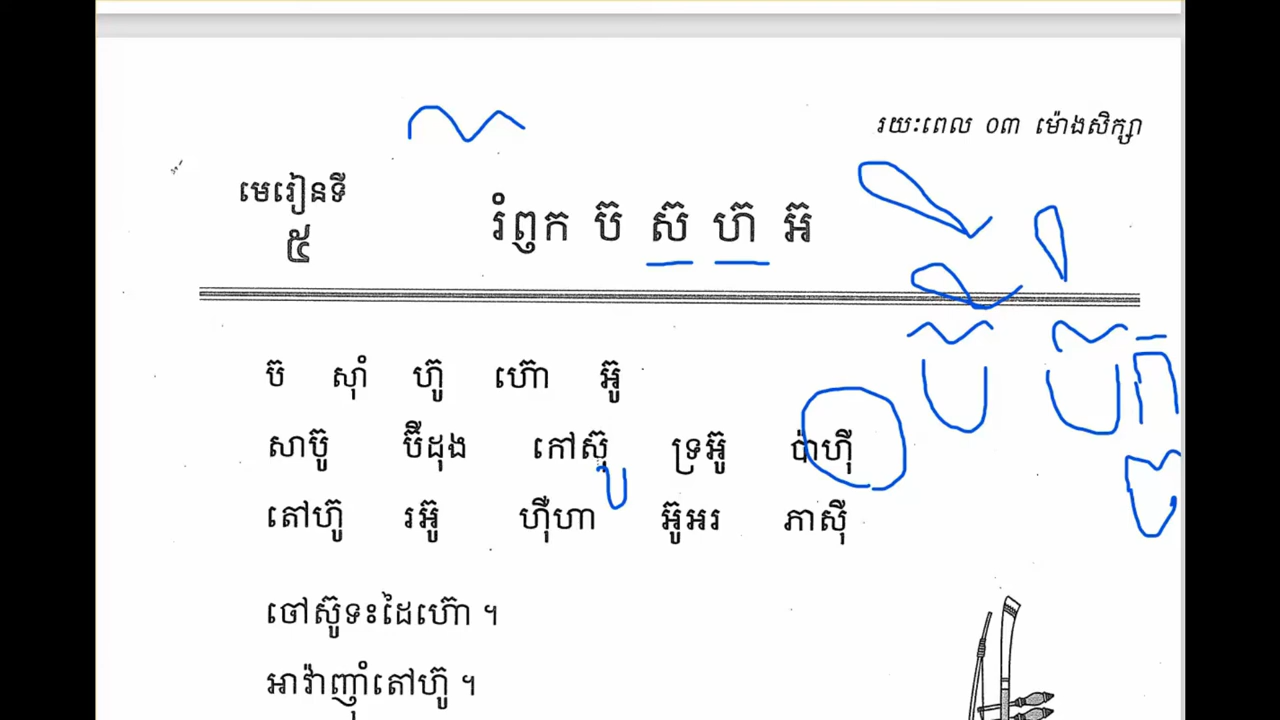 រយៈពេល ០៣ ម៉ោងសិក្សា
មេរៀនទី
៥
រំព្ញក ប៊ ស៊ ហ៊ អ៊
ប៊ ស៊ាំ ហ៊ូ ហ៊ោ អ៊ូ
សាប៊ូ ប៊ីដុង កៅស៊ូ ទ្រអ៊ូ ប៉ាហ៊ី
តៅហ៊ូ រអ៊ូ ហ៊ឺហា អ៊ូអរ ភាស៊ី
ចៅស៊ូទះដៃហ៊ោ ។
អាវ៉ាញ៉ាំតៅហ៊ូ ។